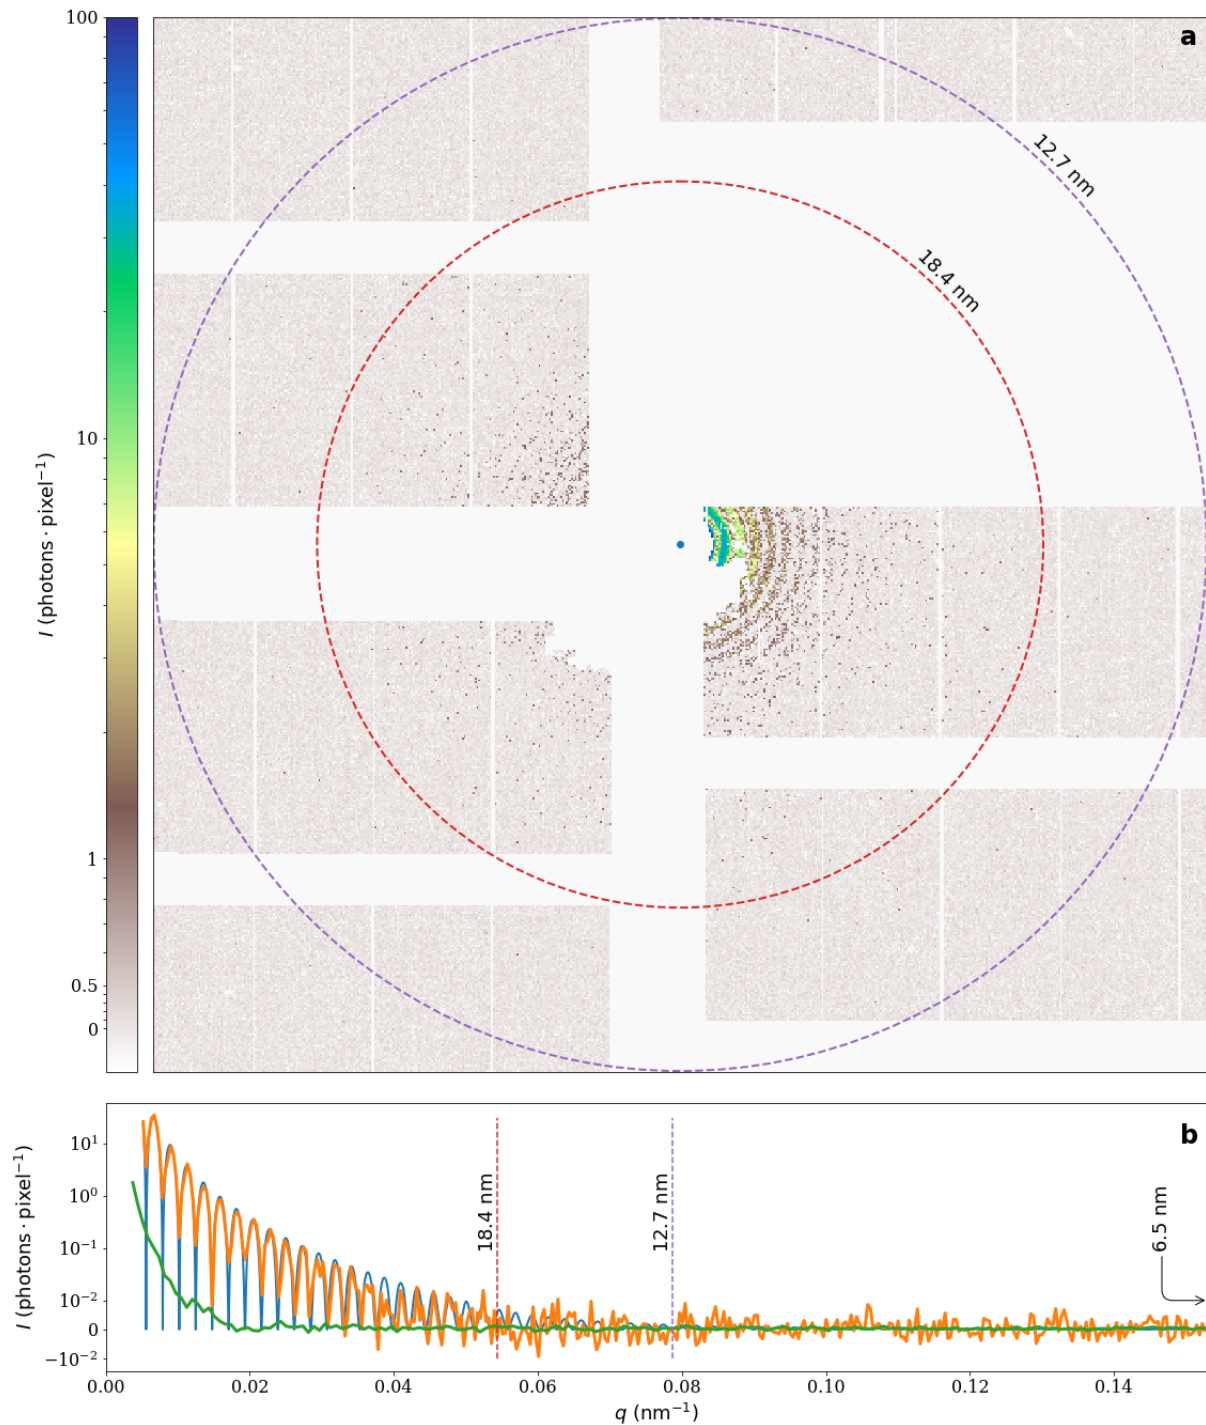 a
100
10
1
0.5
0
I (photons · pixel⁻¹)
12.7 nm
18.4 nm
b
10¹
10⁰
10⁻¹
10⁻²
0
−10⁻²
I (photons · pixel⁻¹)
18.4 nm
12.7 nm
6.5 nm
0.00 0.02 0.04 0.06 0.08 0.10 0.12 0.14
q (nm⁻¹)